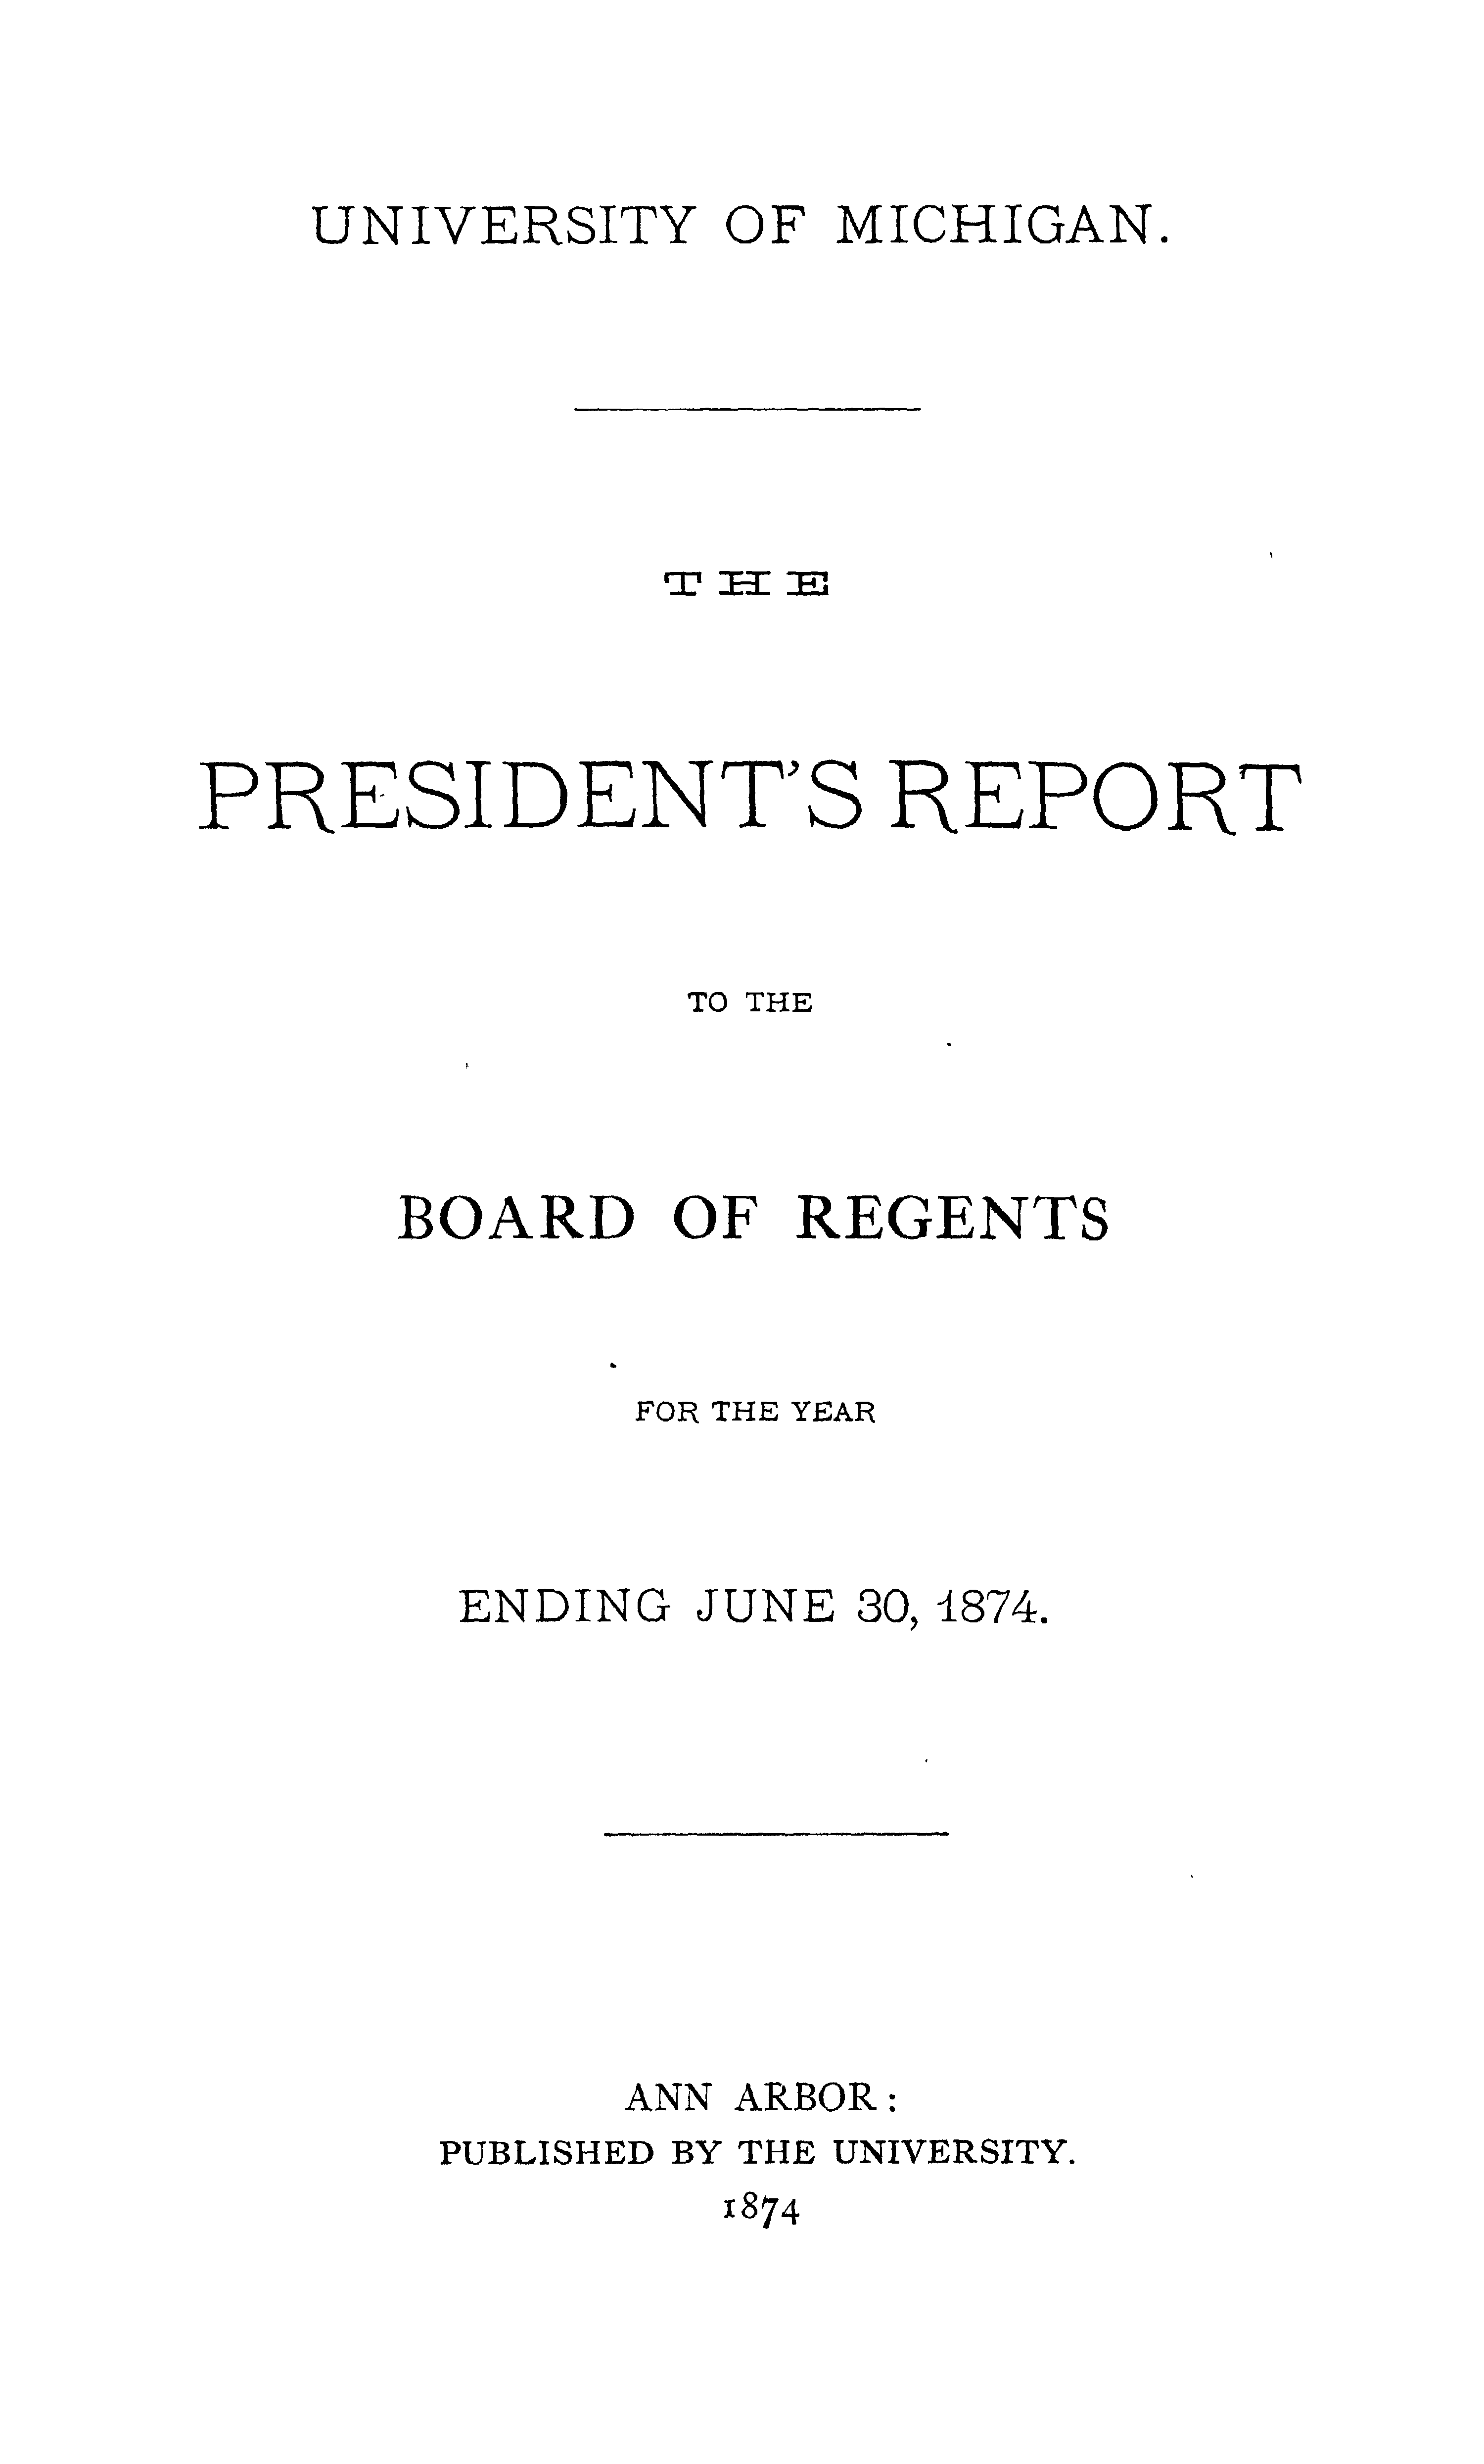 UNIVERSITY OF MICHIGAN.
THE
PRESIDENT'S REPORT
TO THE
BOARD OF REGENTS
FOR THE YEAR
ENDING JUNE 30, 1874.
ANN ARBOR:
PUBLISHED BY THE UNIVERSITY.
1874